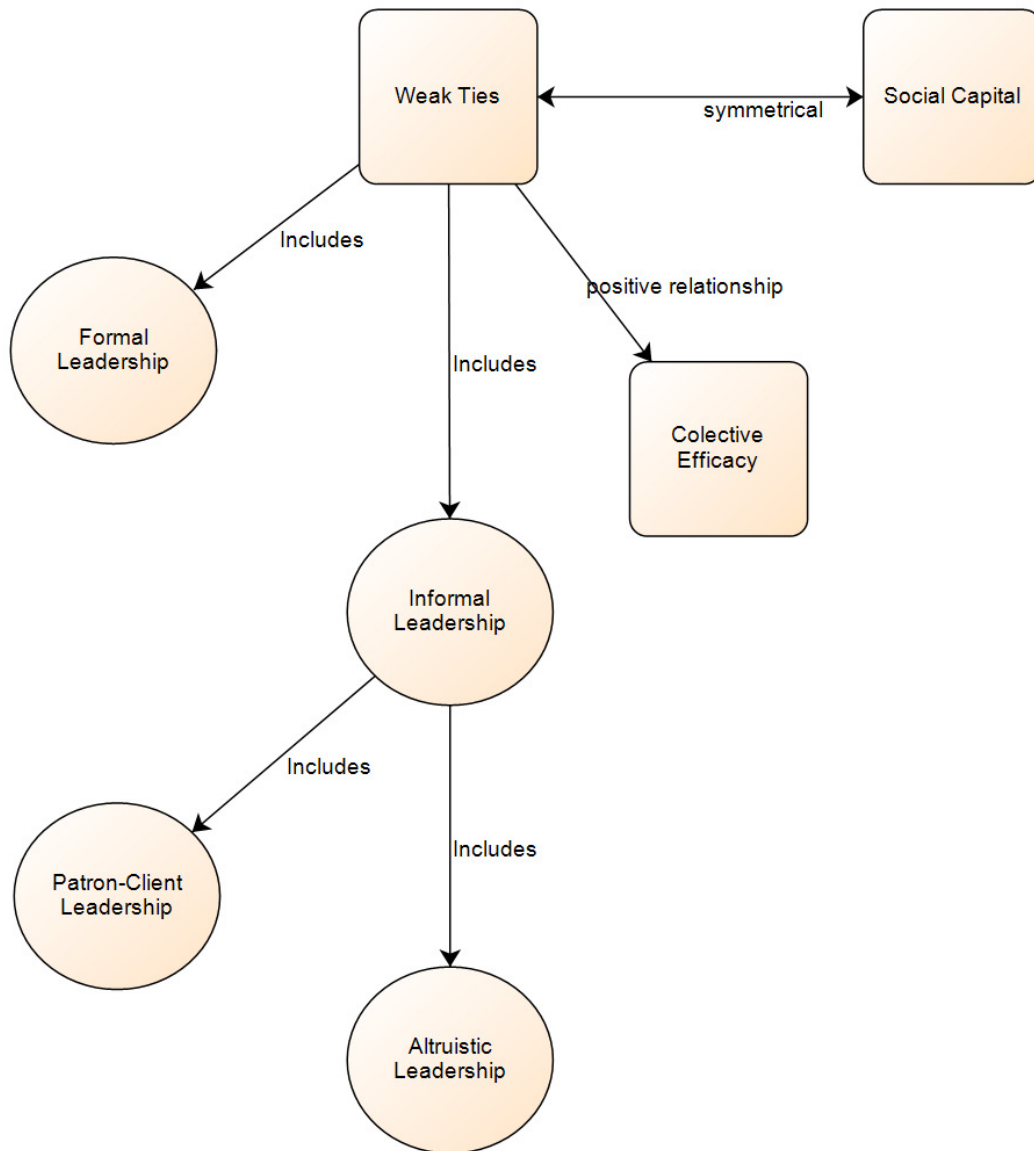 Weak Ties
symmetrical
Social Capital
Includes
positive relationship
Formal
Leadership
Includes
Colective
Efficacy
Informal
Leadership
Includes
Includes
Patron-Client
Leadership
Altruistic
Leadership